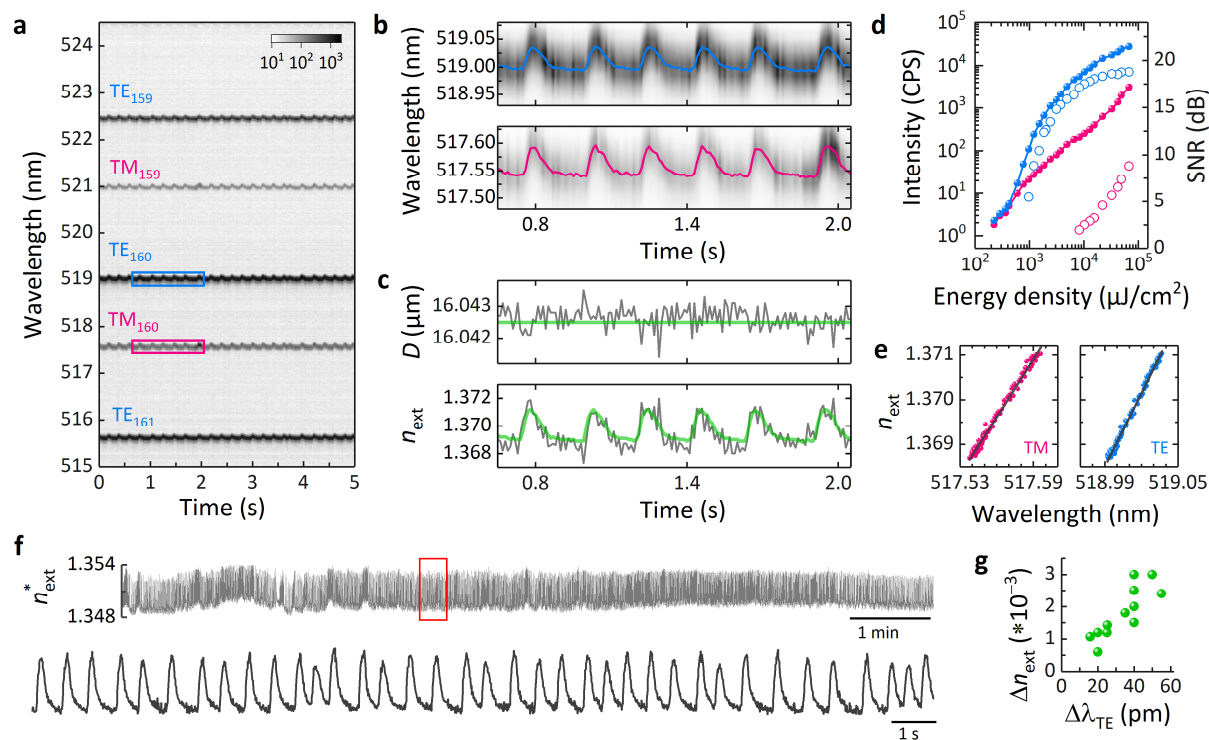 a
524
523
522
521
520
519
518
517
516
515
Wavelength (nm)
10¹ 10² 10³
TE₁₅₉
TM₁₅₉
TE₁₆₀
TM₁₆₀
TE₁₆₁
0 1 2 3 4 5
Time (s)
b
519.05
519.00
518.95
517.60
517.55
517.50
Wavelength (nm)
0.8 1.4 2.0
Time (s)
c
16.043
16.042
D (μm)
1.372
1.370
1.368
n_ext
0.8 1.4 2.0
Time (s)
d
10⁵
10⁴
10³
10²
10¹
10⁰
Intensity (CPS)
20
15
10
5
0
SNR (dB)
10² 10³ 10⁴ 10⁵
Energy density (μJ/cm²)
e
1.371
1.370
1.369
n_ext
TM
TE
517.53 517.59 518.99 519.05
Wavelength (nm)
f
1.354
1.348
n*_ext
1 min
1 s
g
3
2
1
0
Δn_ext (*10⁻³)
0 20 40 60
Δλ_TE (pm)